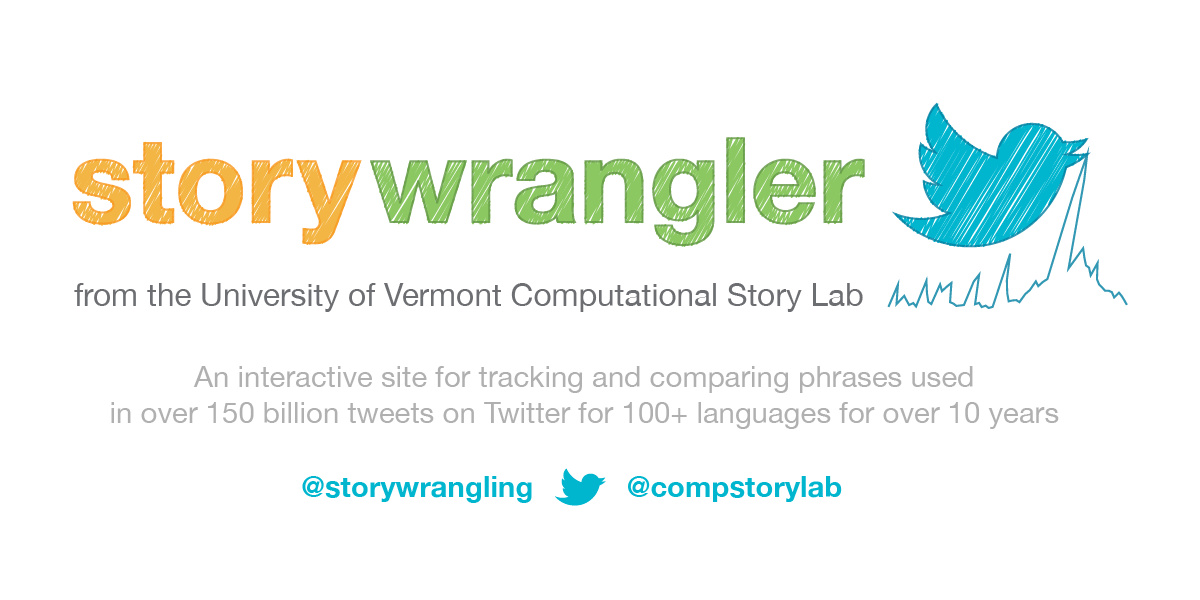 storywrangler
from the University of Vermont Computational Story Lab
An interactive site for tracking and comparing phrases used
in over 150 billion tweets on Twitter for 100+ languages for over 10 years
@storywrangling @compstorylab